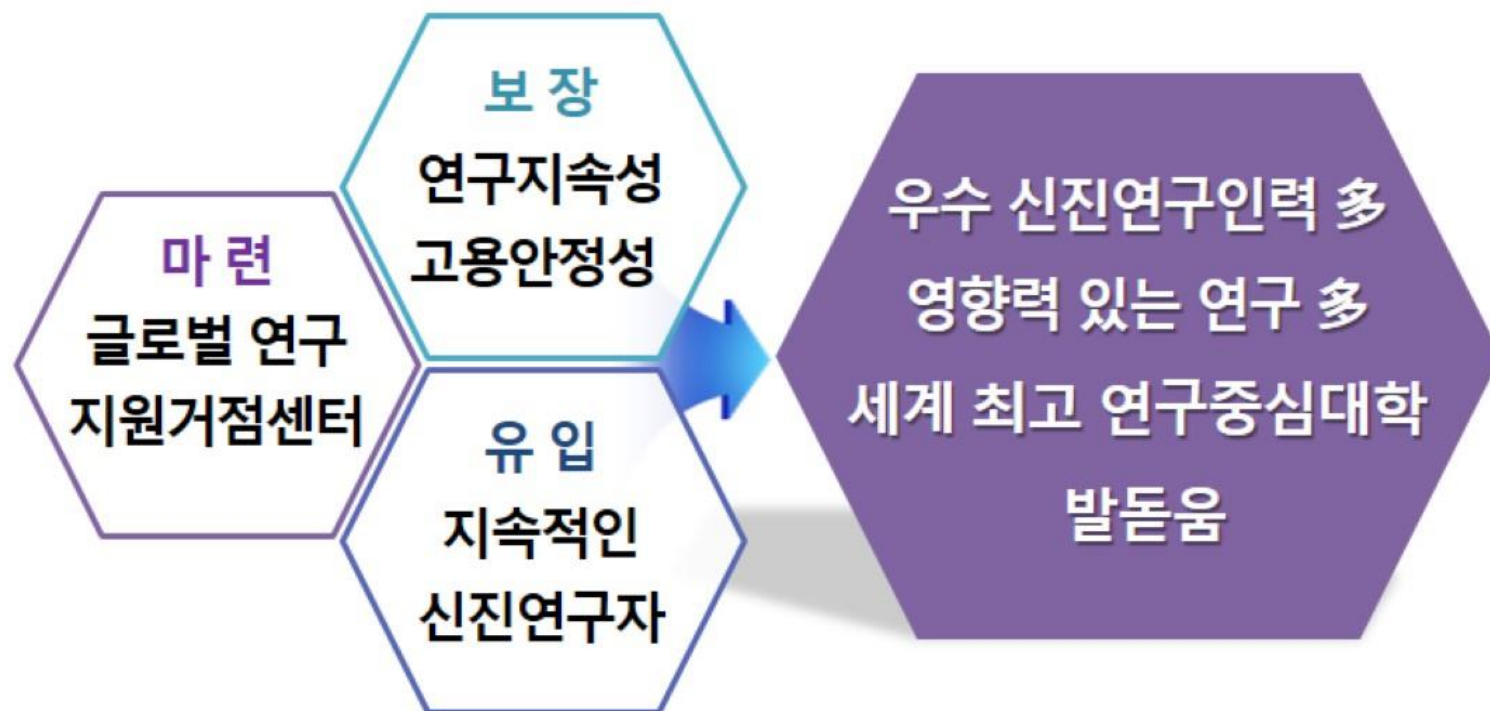 마 련
글로벌 연구
지원거점센터
보 장
연구지속성
고용안정성
유 입
지속적인
신진연구자
우수 신진연구인력 多
영향력 있는 연구 多
세계 최고 연구중심대학
발돋움